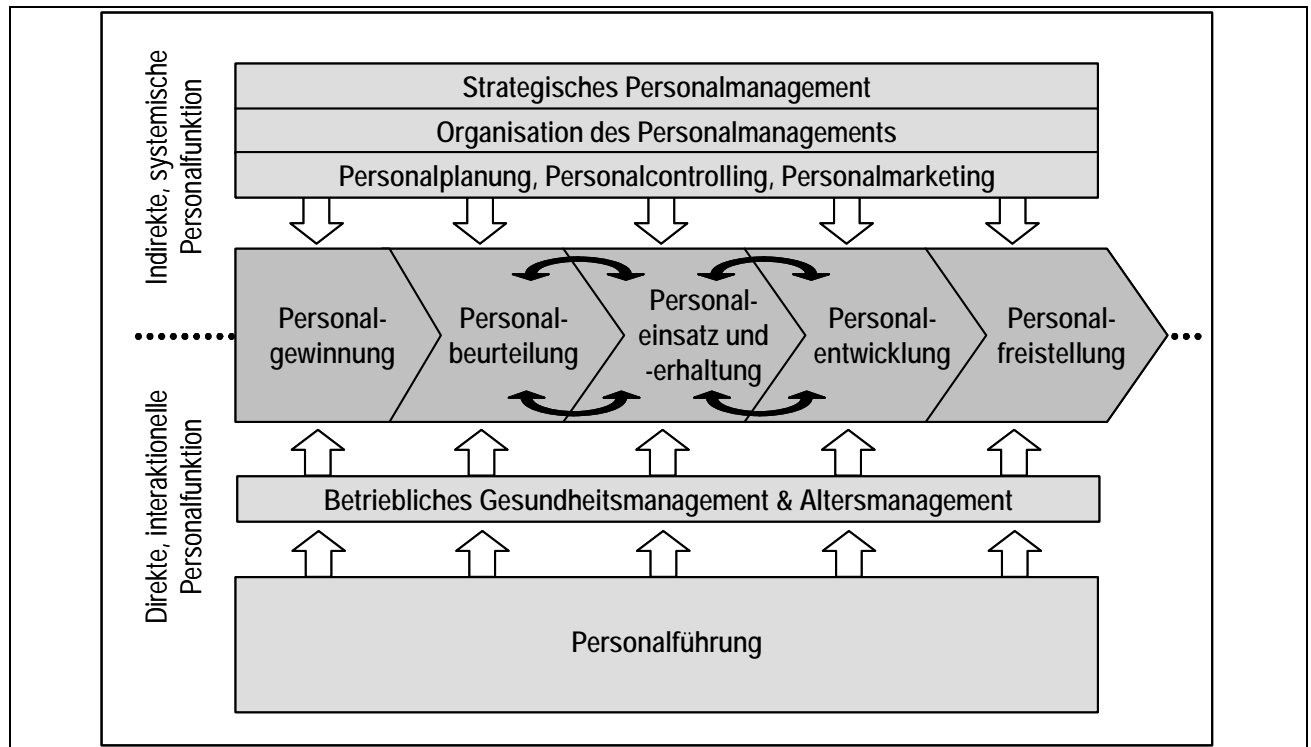 Indirekte, systemische
Personalfunktion
Strategisches Personalmanagement
Organisation des Personalmanagements
Personalplanung, Personalcontrolling, Personalmarketing
Personal-
gewinnung
Personal-
beurteilung
Personal-
einsatz und
-erhaltung
Personal-
entwicklung
Personal-
freistellung
Direkte, interaktionelle
Personalfunktion
Betriebliches Gesundheitsmanagement & Altersmanagement
Personalführung